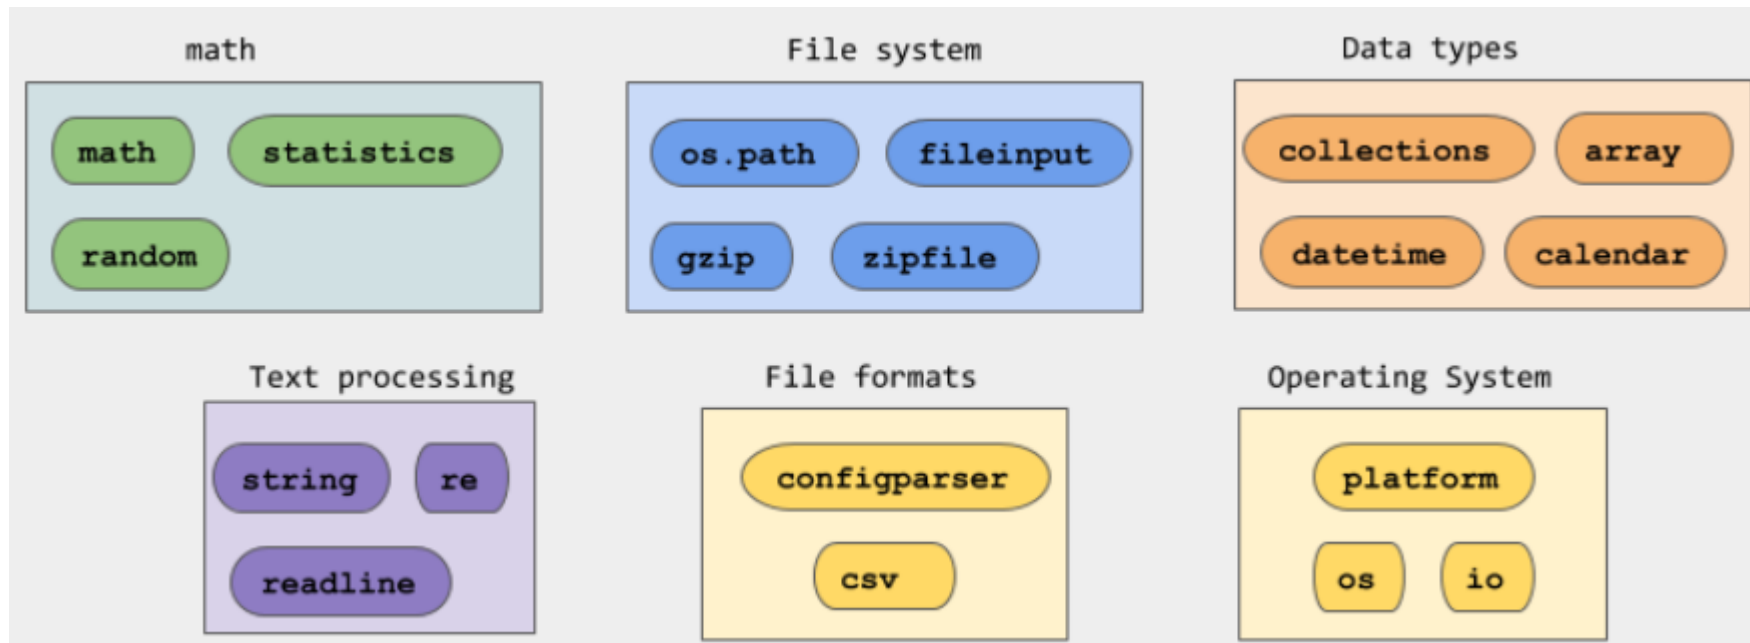 math
math statistics
random
File system
os.path fileinput
gzip zipfile
Data types
collections array
datetime calendar
Text processing
string re
readline
File formats
configparser
csv
Operating System
platform
os io